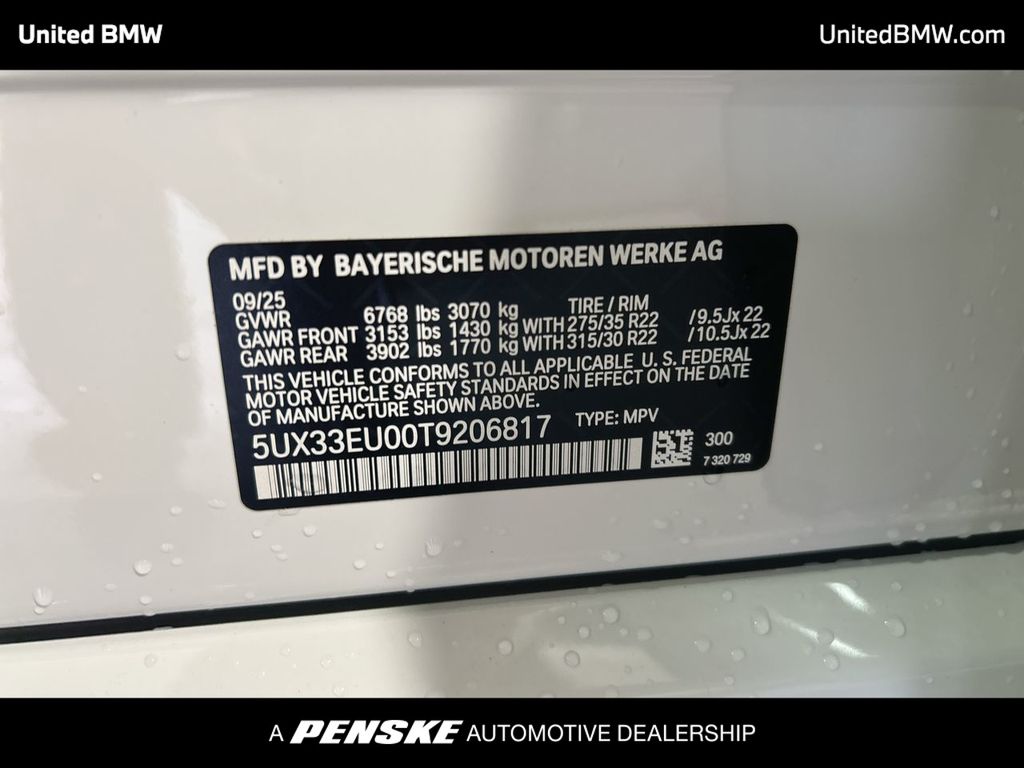 United BMW
UnitedBMW.com
MFD BY BAYERISCHE MOTOREN WERKE AG
09/25 TIRE / RIM
GVWR 6768 lbs 3070 kg
GAWR FRONT 3153 lbs 1430 kg WITH 275/35 R22 /9.5Jx 22
GAWR REAR 3902 lbs 1770 kg WITH 315/30 R22 /10.5Jx 22
THIS VEHICLE CONFORMS TO ALL APPLICABLE U. S. FEDERAL
MOTOR VEHICLE SAFETY STANDARDS IN EFFECT ON THE DATE
OF MANUFACTURE SHOWN ABOVE.
5UX33EU00T9206817 TYPE: MPV
300
7 320 729
A PENSKE AUTOMOTIVE DEALERSHIP